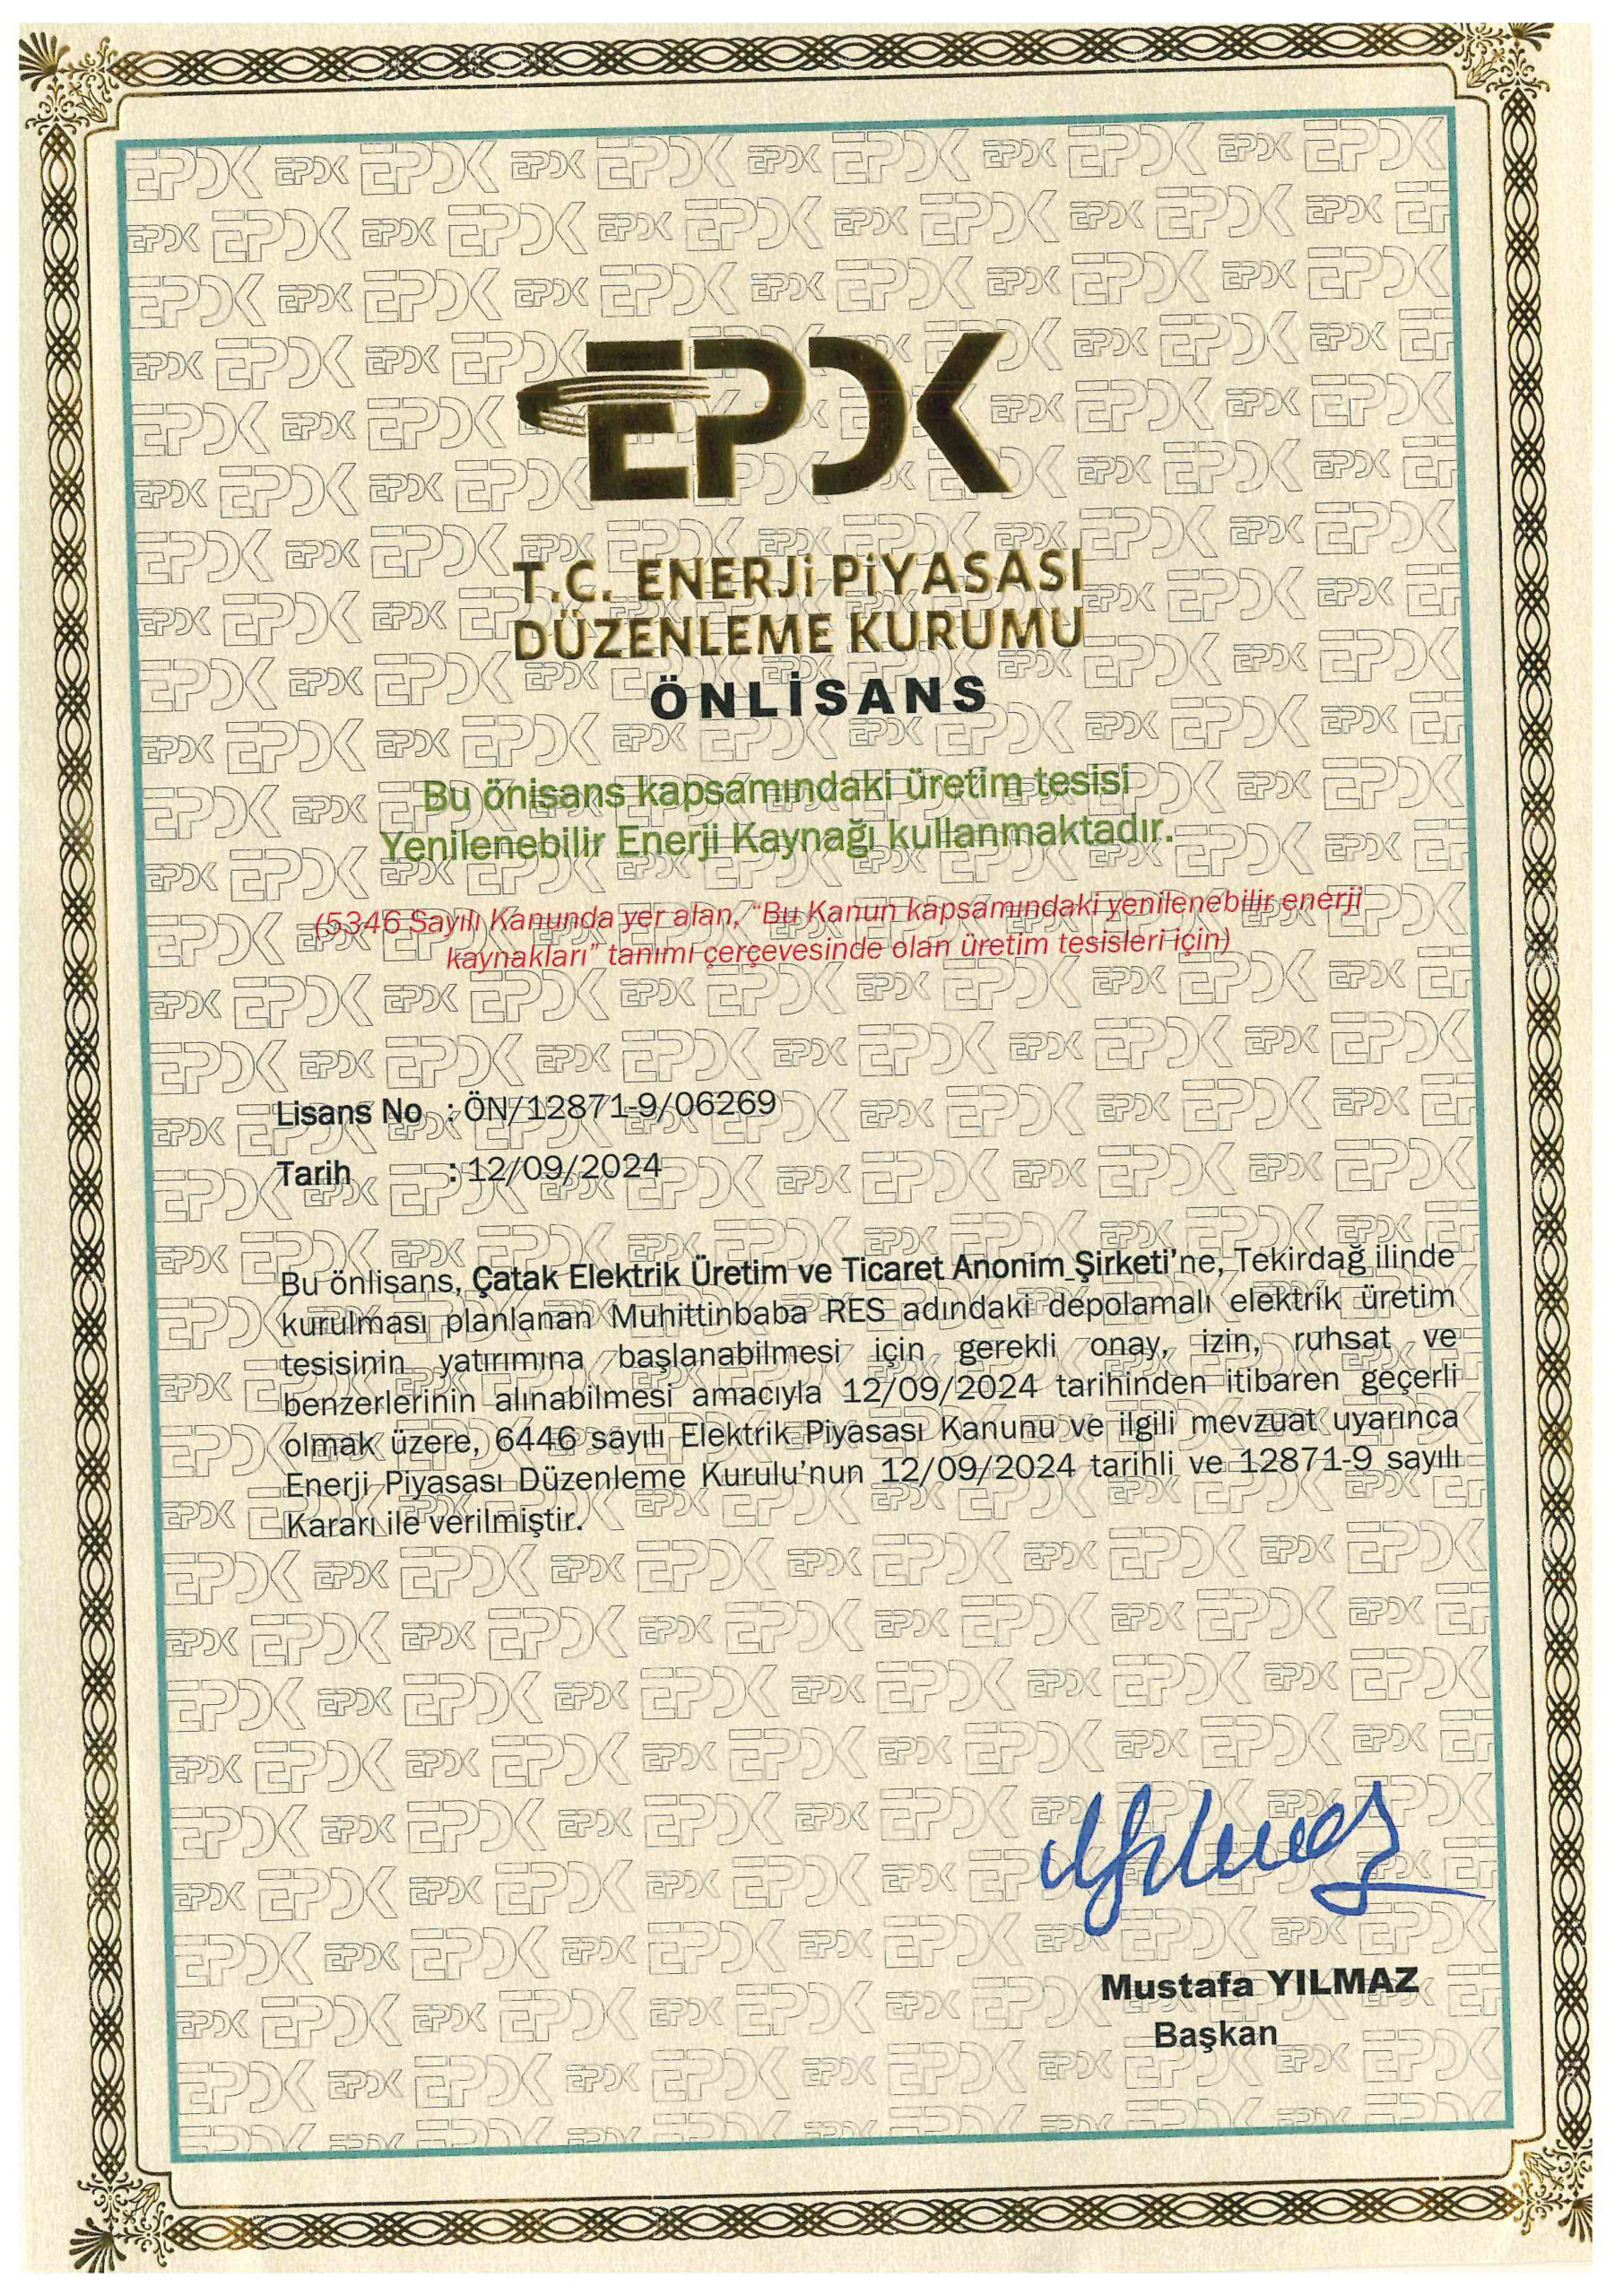 EPDK
T.C. ENERJİ PİYASASI
DÜZENLEME KURUMU
ÖNLİSANS
Bu önisans kapsamındaki üretim tesisi
Yenilenebilir Enerji Kaynağı kullanmaktadır.
(5346 Sayılı Kanunda yer alan, "Bu Kanun kapsamındaki yenilenebilir enerji
kaynakları" tanımı çerçevesinde olan üretim tesisleri için)
Lisans No : ÖN/12871-9/06269
Tarih : 12/09/2024
Bu önlisans, Çatak Elektrik Üretim ve Ticaret Anonim Şirketi'ne, Tekirdağ ilinde
kurulması planlanan Muhittinbaba RES adındaki depolamalı elektrik üretim
tesisinin yatırımına başlanabilmesi için gerekli onay, izin, ruhsat ve
benzerlerinin alınabilmesi amacıyla 12/09/2024 tarihinden itibaren geçerli
olmak üzere, 6446 sayılı Elektrik Piyasası Kanunu ve ilgili mevzuat uyarınca
Enerji Piyasası Düzenleme Kurulu'nun 12/09/2024 tarihli ve 12871-9 sayılı
Kararı ile verilmiştir.
Mustafa YILMAZ
Başkan